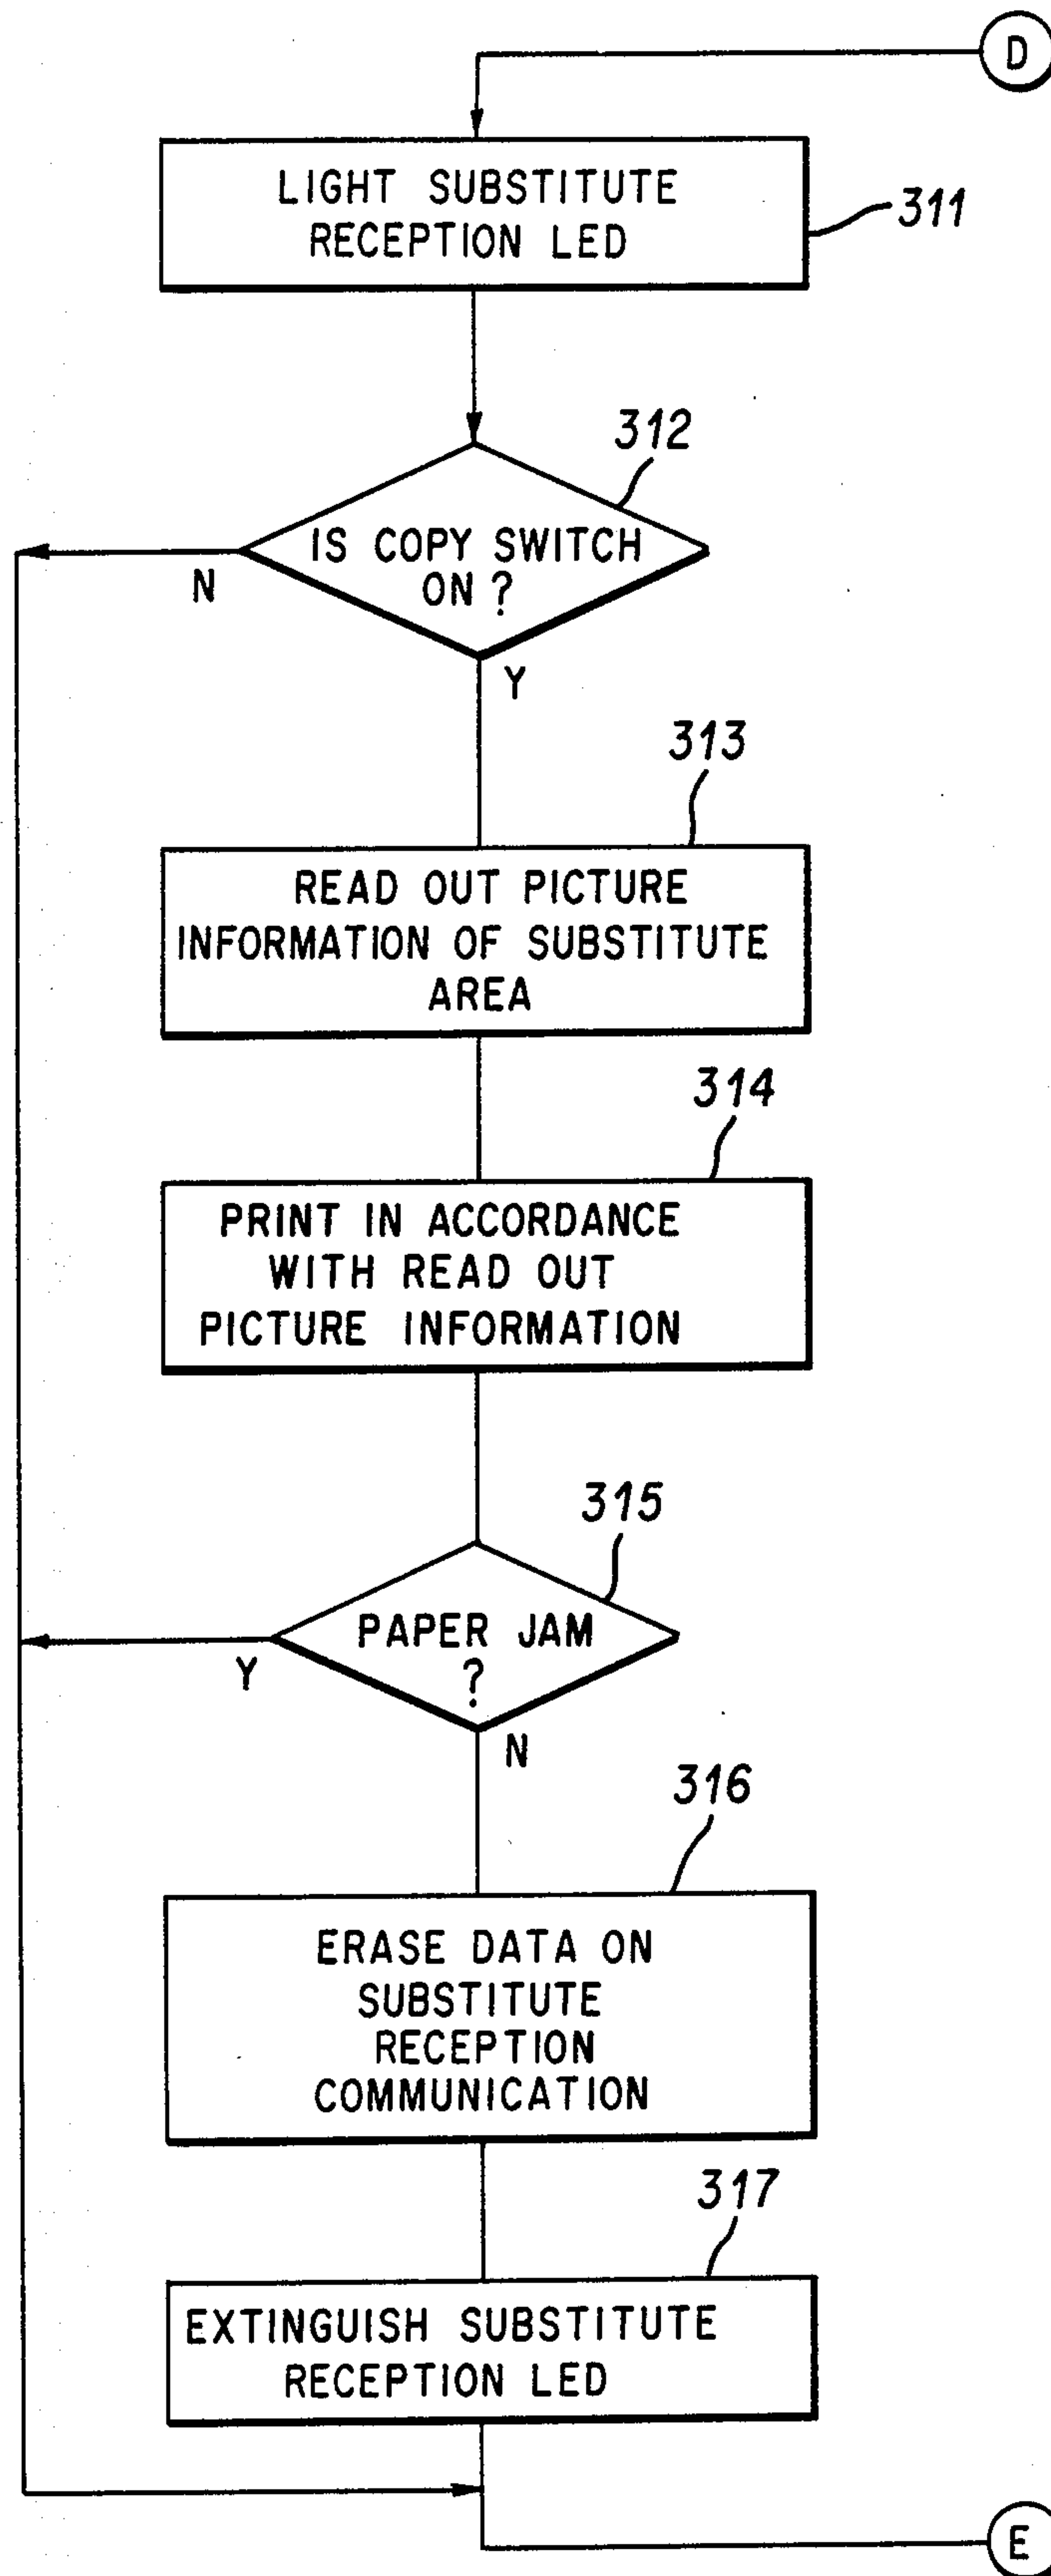 D
LIGHT SUBSTITUTE
RECEPTION LED
311
312
IS COPY SWITCH
ON ?
N
Y
313
READ OUT PICTURE
INFORMATION OF SUBSTITUTE
AREA
314
PRINT IN ACCORDANCE
WITH READ OUT
PICTURE INFORMATION
315
PAPER JAM
?
Y
N
316
ERASE DATA ON
SUBSTITUTE
RECEPTION
COMMUNICATION
317
EXTINGUISH SUBSTITUTE
RECEPTION LED
E